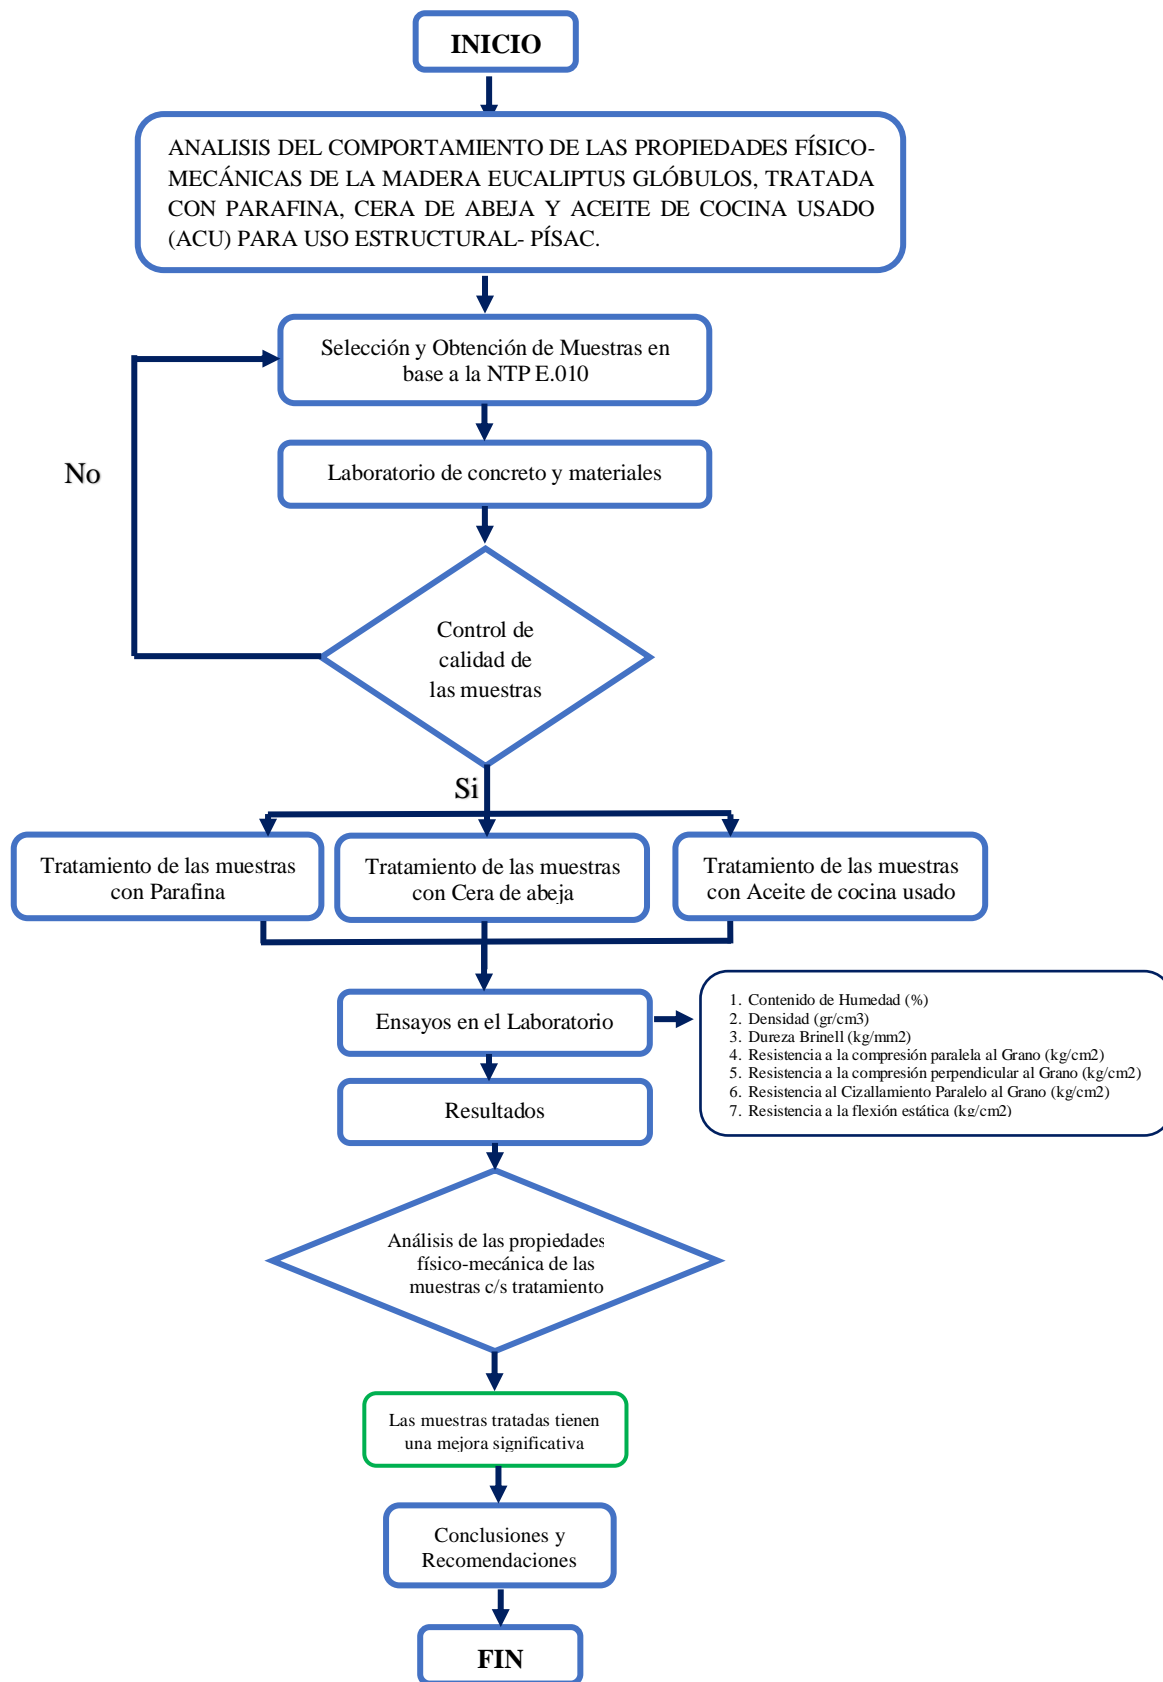 INICIO
ANALISIS DEL COMPORTAMIENTO DE LAS PROPIEDADES FÍSICO-
MECÁNICAS DE LA MADERA EUCALIPTUS GLÓBULOS, TRATADA
CON PARAFINA, CERA DE ABEJA Y ACEITE DE COCINA USADO
(ACU) PARA USO ESTRUCTURAL- PÍSAC.
Selección y Obtención de Muestras en
base a la NTP E.010
No
Laboratorio de concreto y materiales
Control de
calidad de
las muestras
Si
Tratamiento de las muestras
con Parafina
Tratamiento de las muestras
con Cera de abeja
Tratamiento de las muestras
con Aceite de cocina usado
Ensayos en el Laboratorio
1. Contenido de Humedad (%)
2. Densidad (gr/cm3)
3. Dureza Brinell (kg/mm2)
4. Resistencia a la compresión paralela al Grano (kg/cm2)
5. Resistencia a la compresión perpendicular al Grano (kg/cm2)
6. Resistencia al Cizallamiento Paralelo al Grano (kg/cm2)
7. Resistencia a la flexión estática (kg/cm2)
Resultados
Análisis de las propiedades
físico-mecánica de las
muestras c/s tratamiento
Las muestras tratadas tienen
una mejora significativa
Conclusiones y
Recomendaciones
FIN